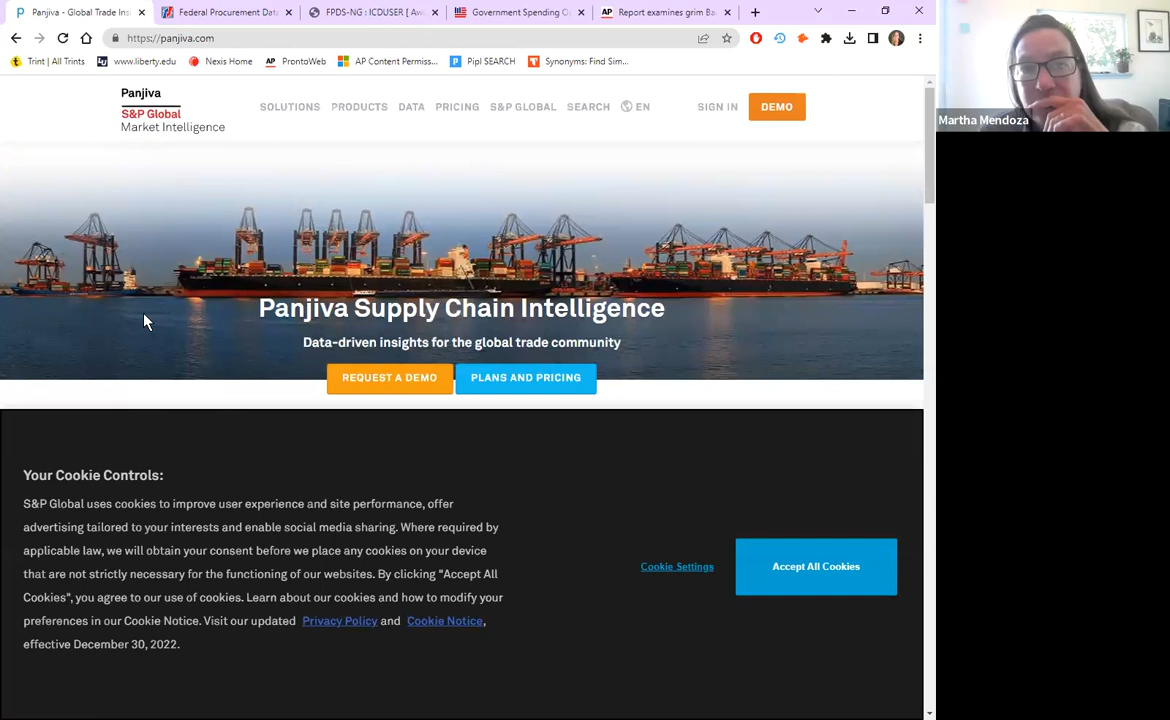 Panjiva - Global Trade Ins
Federal Procurement Data
FPDS-NG : ICDUSER [ Aw
Government Spending O
AP Report examines grim Ba
https://panjiva.com
Trint | All Trints
www.liberty.edu
Nexis Home
AP ProntoWeb
AP Content Permiss...
Pipl SEARCH
Synonyms: Find Sim...
Panjiva
S&P Global
Market Intelligence
SOLUTIONS PRODUCTS DATA PRICING S&P GLOBAL SEARCH EN SIGN IN DEMO
Martha Mendoza
Panjiva Supply Chain Intelligence
Data-driven insights for the global trade community
REQUEST A DEMO
PLANS AND PRICING
Your Cookie Controls:
S&P Global uses cookies to improve user experience and site performance, offer
advertising tailored to your interests and enable social media sharing. Where required by
applicable law, we will obtain your consent before we place any cookies on your device
that are not strictly necessary for the functioning of our websites. By clicking "Accept All
Cookies", you agree to our use of cookies. Learn about our cookies and how to modify your
preferences in our Cookie Notice. Visit our updated Privacy Policy and Cookie Notice,
effective December 30, 2022.
Cookie Settings
Accept All Cookies